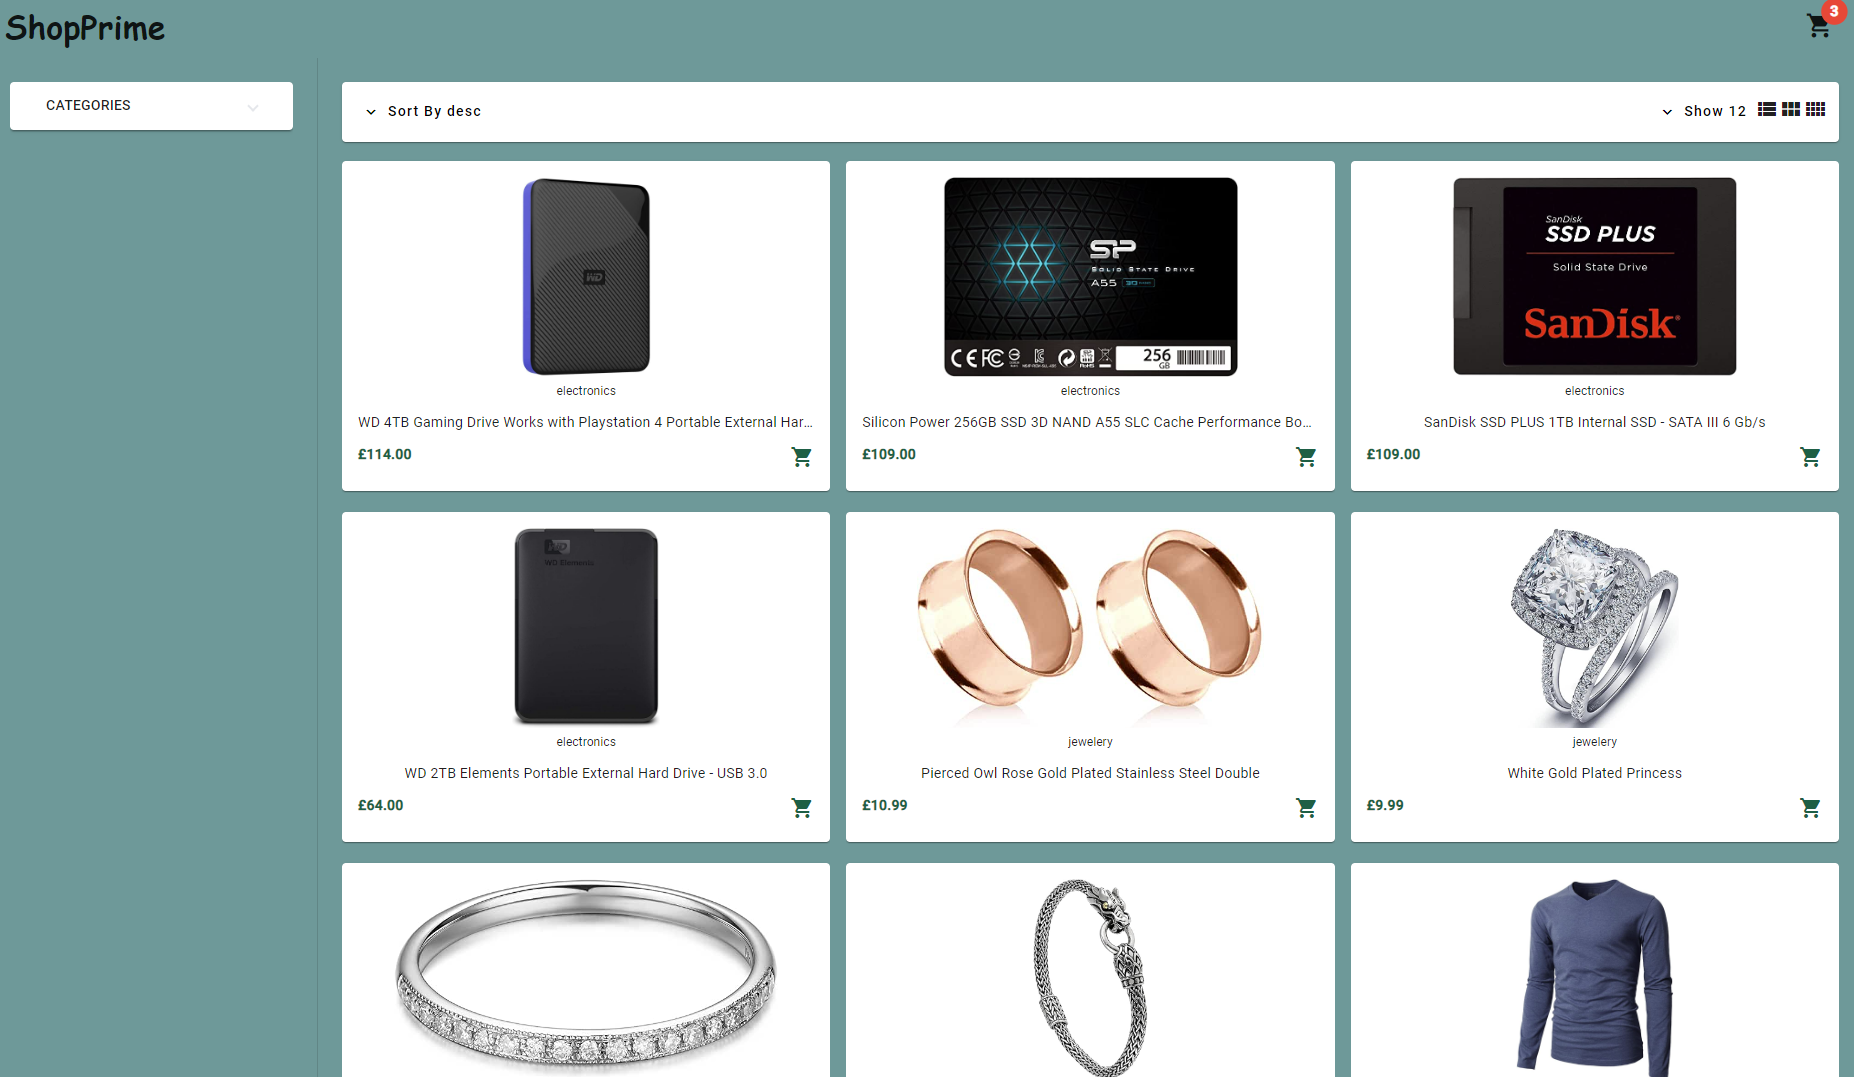 ShopPrime
3
CATEGORIES
Sort By desc
Show 12
WD
electronics
WD 4TB Gaming Drive Works with Playstation 4 Portable External Har...
£114.00
SP
SOLID STATE DRIVE
A55 3D
256
GB
electronics
Silicon Power 256GB SSD 3D NAND A55 SLC Cache Performance Bo...
£109.00
SanDisk
SSD PLUS
Solid State Drive
SanDisk
electronics
SanDisk SSD PLUS 1TB Internal SSD - SATA III 6 Gb/s
£109.00
WD
WD Elements
electronics
WD 2TB Elements Portable External Hard Drive - USB 3.0
£64.00
jewelery
Pierced Owl Rose Gold Plated Stainless Steel Double
£10.99
jewelery
White Gold Plated Princess
£9.99